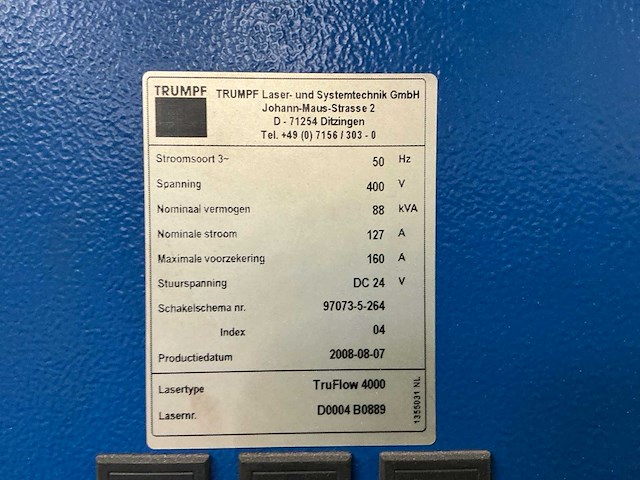 TRUMPF
TRUMPF Laser- und Systemtechnik GmbH
Johann-Maus-Strasse 2
D - 71254 Ditzingen
Tel. +49 (0) 7156 / 303 - 0
Stroomsoort 3~ 50 Hz
Spanning 400 V
Nominaal vermogen 88 kVA
Nominale stroom 127 A
Maximale voorzekering 160 A
Stuurspanning DC 24 V
Schakelschema nr. 97073-5-264
Index 04
Productiedatum 2008-08-07
Lasertype TruFlow 4000
Lasernr. D0004 B0889
1355031 NL